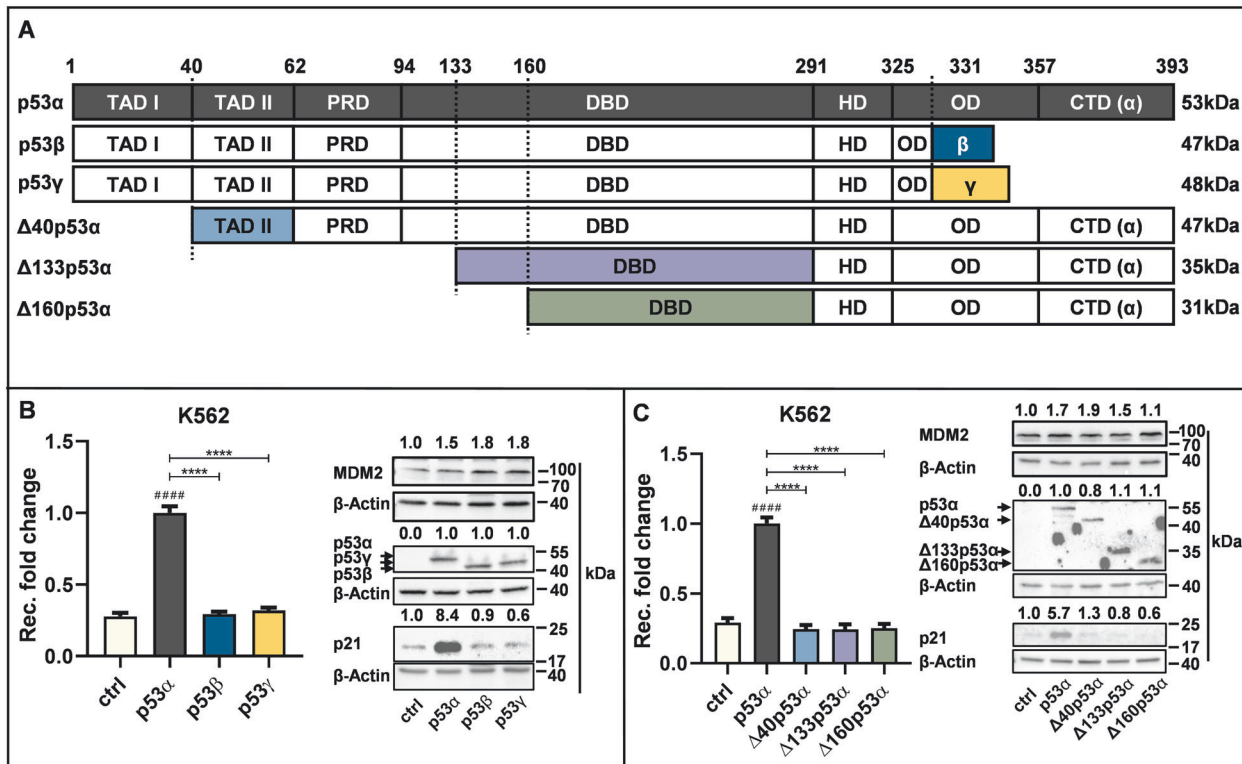 A
1 40 62 94 133 160 291 325 331 357 393
p53α TAD I TAD II PRD DBD HD OD CTD (α) 53kDa
p53β TAD I TAD II PRD DBD HD OD β 47kDa
p53γ TAD I TAD II PRD DBD HD OD γ 48kDa
Δ40p53α TAD II PRD DBD HD OD CTD (α) 47kDa
Δ133p53α DBD HD OD CTD (α) 35kDa
Δ160p53α DBD HD OD CTD (α) 31kDa
B
K562
Rec. fold change
1.5
1.0
0.5
0.0
####
****
****
ctrl p53α p53β p53γ
1.0 1.5 1.8 1.8
MDM2 100
70
β-Actin 40
0.0 1.0 1.0 1.0
p53α
p53γ 55
p53β 40
β-Actin 40
1.0 8.4 0.9 0.6
25
p21
17
β-Actin 40
ctrl p53α p53β p53γ
kDa
C
K562
Rec. fold change
1.5
1.0
0.5
0.0
####
****
****
****
ctrl p53α Δ40p53α Δ133p53α Δ160p53α
1.0 1.7 1.9 1.5 1.1
MDM2 100
70
β-Actin 40
0.0 1.0 0.8 1.1 1.1
p53α 55
Δ40p53α 40
Δ133p53α 35
Δ160p53α
β-Actin 40
1.0 5.7 1.3 0.8 0.6
25
p21
17
β-Actin 40
ctrl p53α Δ40p53α Δ133p53α Δ160p53α
kDa